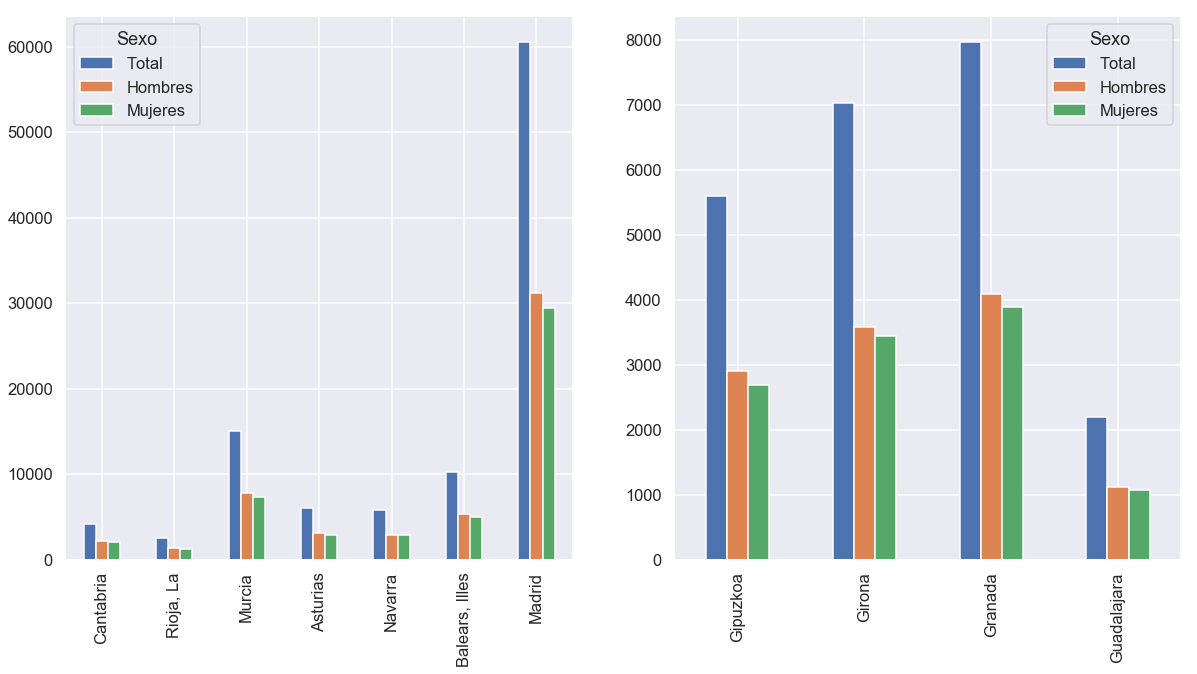 Sexo
Total
Hombres
Mujeres
60000
50000
40000
30000
20000
10000
0
Cantabria
Rioja, La
Murcia
Asturias
Navarra
Balears, Illes
Madrid
Sexo
Total
Hombres
Mujeres
8000
7000
6000
5000
4000
3000
2000
1000
0
Gipuzkoa
Girona
Granada
Guadalajara